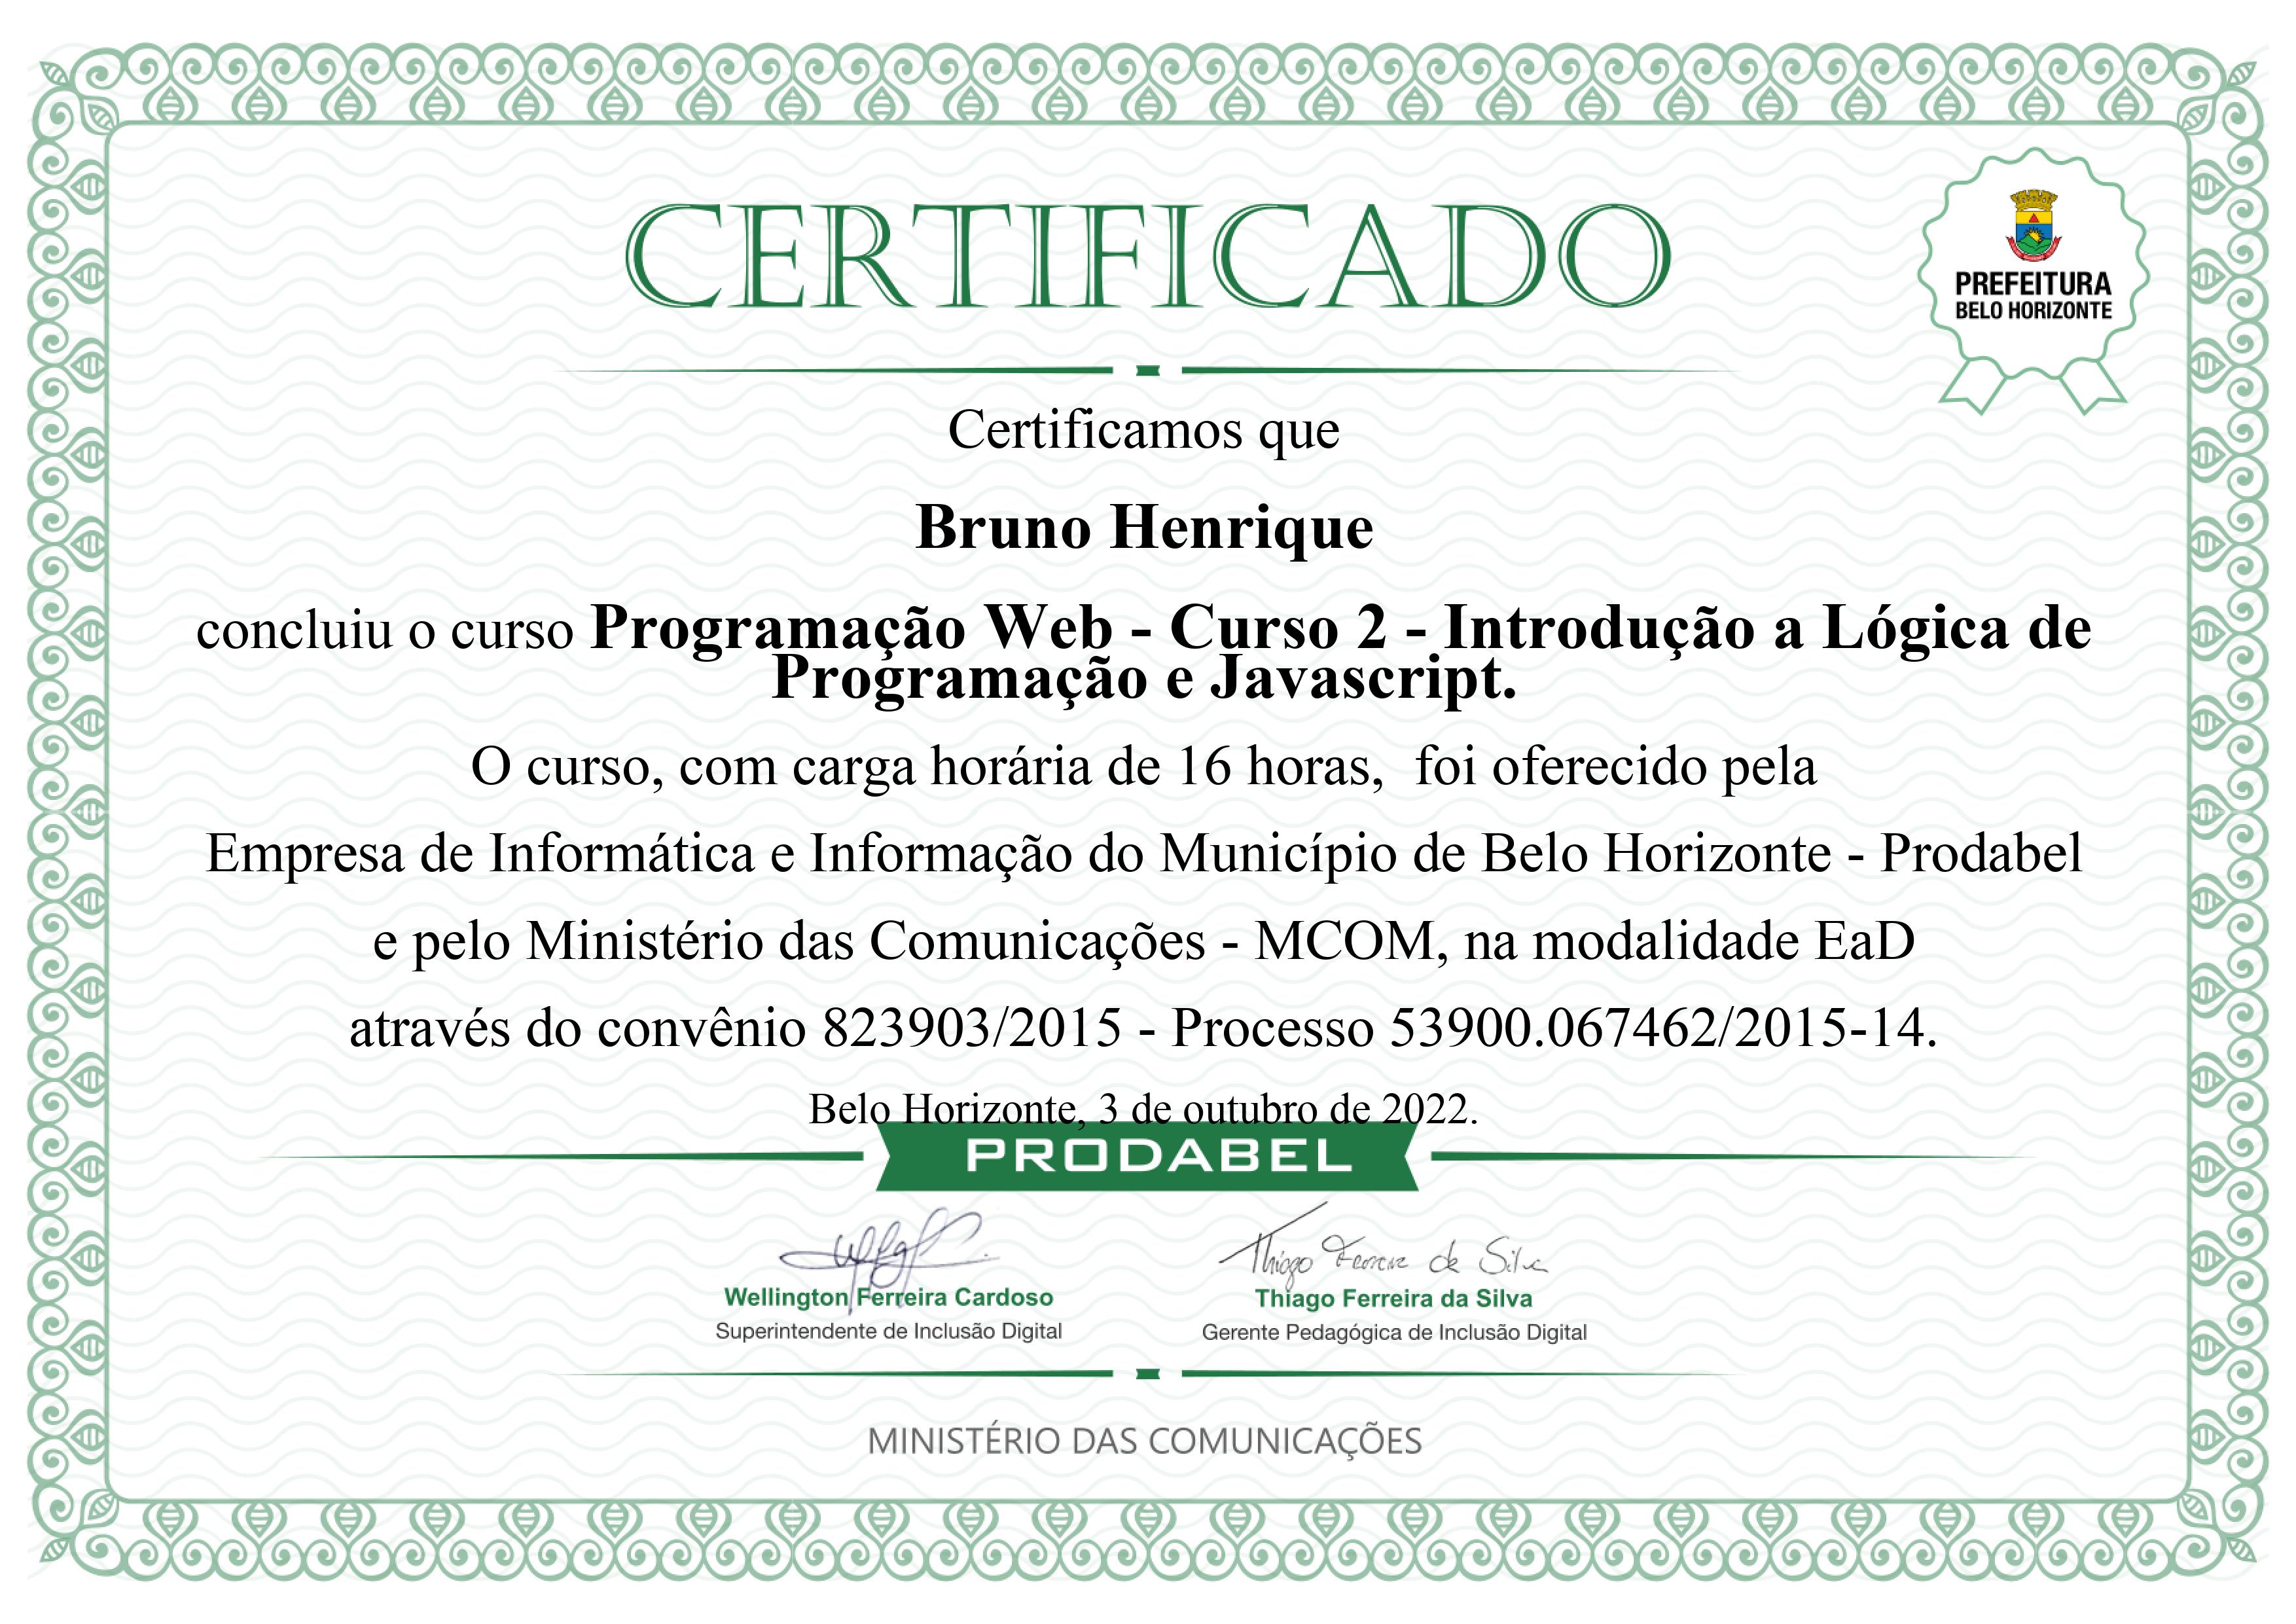 CERTIFICADO
PREFEITURA
BELO HORIZONTE
Certificamos que
Bruno Henrique
concluiu o curso Programação Web - Curso 2 - Introdução a Lógica de
Programação e Javascript.
O curso, com carga horária de 16 horas,  foi oferecido pela
Empresa de Informática e Informação do Município de Belo Horizonte - Prodabel
e pelo Ministério das Comunicações - MCOM, na modalidade EaD
através do convênio 823903/2015 - Processo 53900.067462/2015-14.
Belo Horizonte, 3 de outubro de 2022.
PRODABEL
Thiago Ferreira da Silva
Wellington Ferreira Cardoso
Superintendente de Inclusão Digital
Thiago Ferreira da Silva
Gerente Pedagógica de Inclusão Digital
MINISTÉRIO DAS COMUNICAÇÕES